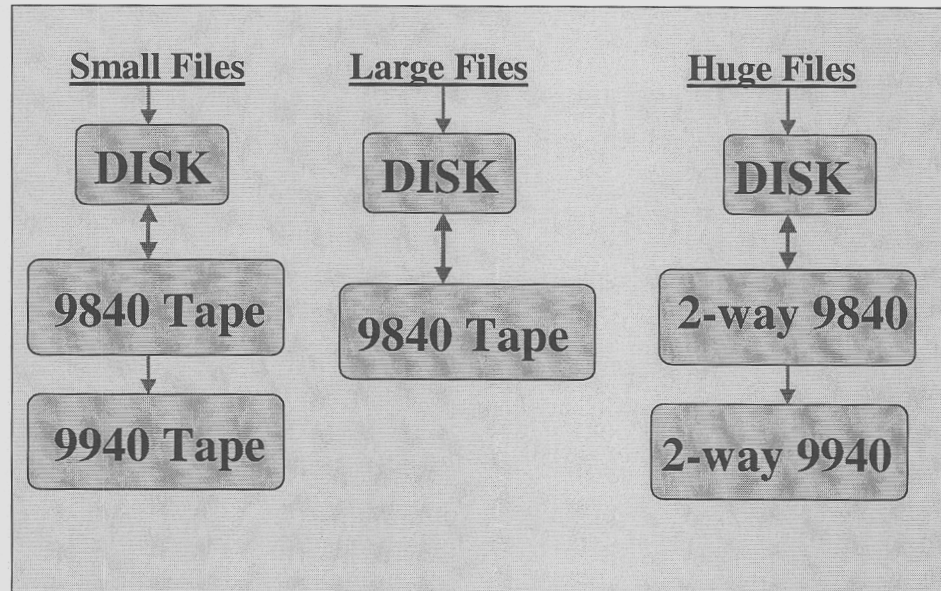 Small Files
DISK
9840 Tape
9940 Tape
Large Files
DISK
9840 Tape
Huge Files
DISK
2-way 9840
2-way 9940